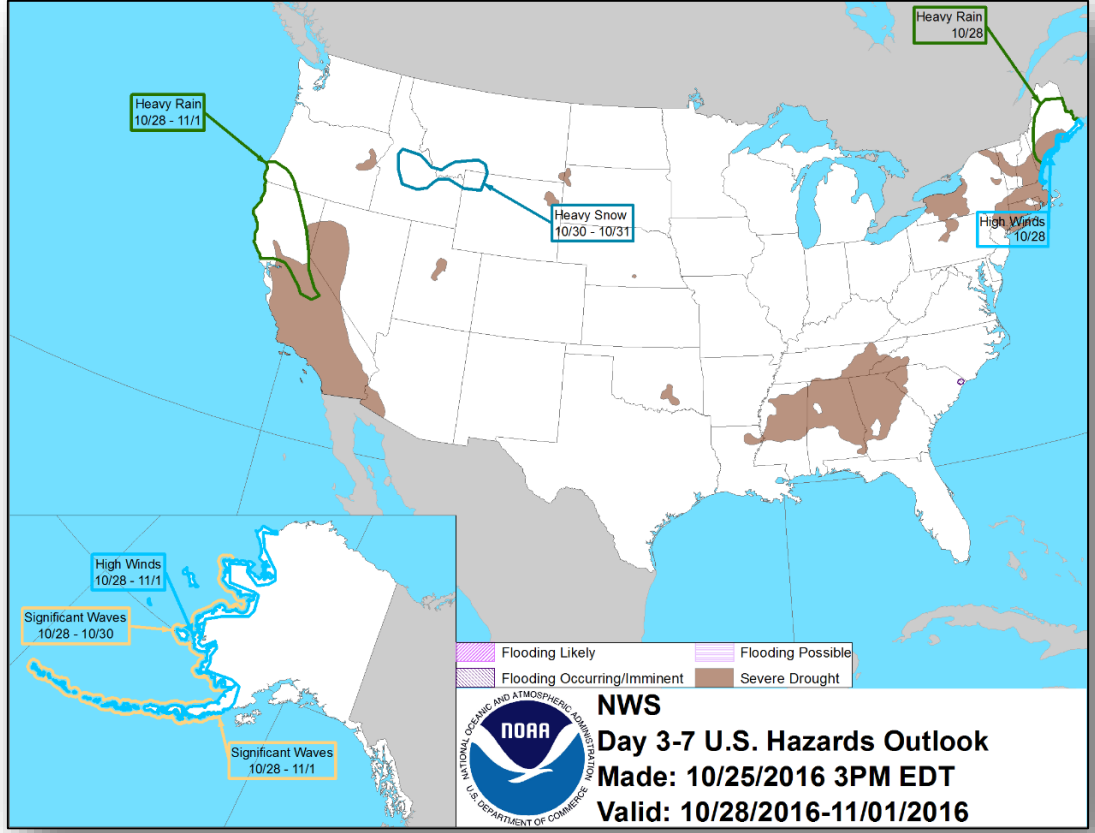 Heavy Rain
10/28
Heavy Rain
10/28 - 11/1
Heavy Snow
10/30 - 10/31
High Winds
10/28
High Winds
10/28 - 11/1
Significant Waves
10/28 - 10/30
Significant Waves
10/28 - 11/1
Flooding Likely
Flooding Possible
Flooding Occurring/Imminent
Severe Drought
NATIONAL OCEANIC AND ATMOSPHERIC ADMINISTRATION
NOAA
U.S. DEPARTMENT OF COMMERCE
NWS
Day 3-7 U.S. Hazards Outlook
Made: 10/25/2016 3PM EDT
Valid: 10/28/2016-11/01/2016